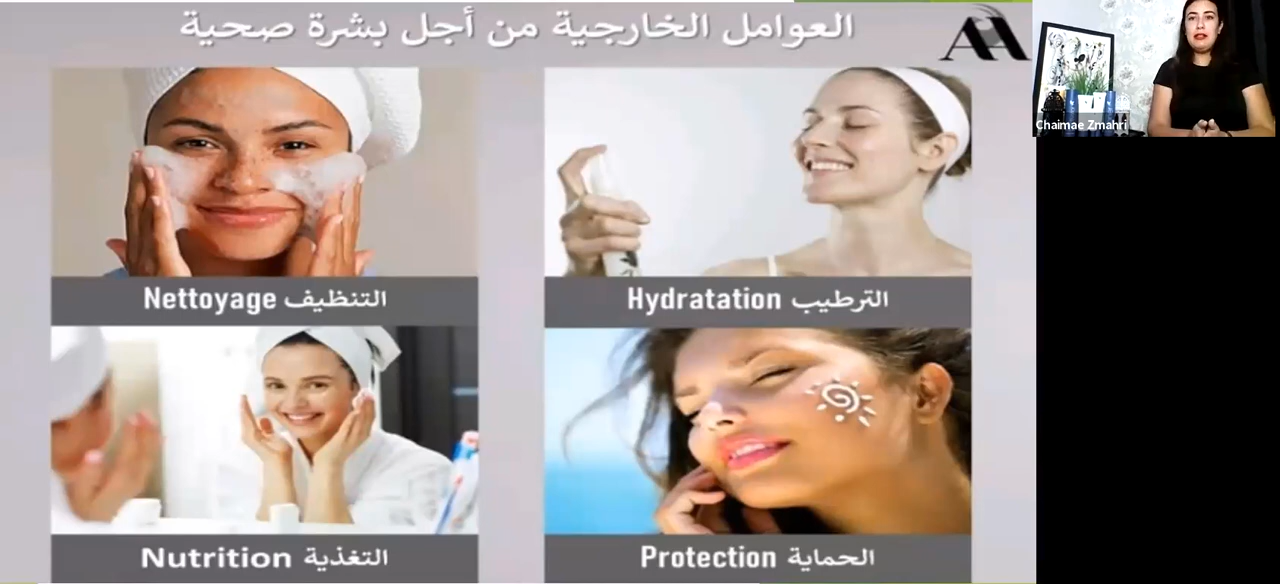 العوامل الخارجية من أجل بشرة صحية
Chaimae Zmahri
Nettoyage التنظيف
Hydratation الترطيب
Nutrition التغذية
Protection الحماية